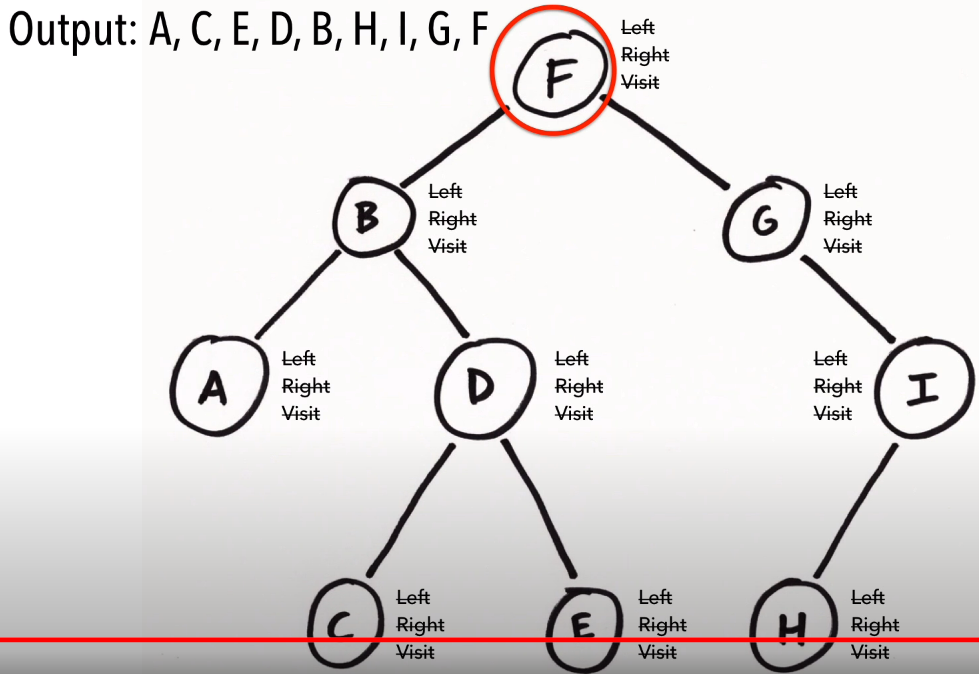 Output: A, C, E, D, B, H, I, G, F
F
Left
Right
Visit
B
Left
Right
Visit
G
Left
Right
Visit
A
Left
Right
Visit
D
Left
Right
Visit
Left
Right
Visit
I
C
Left
Right
Visit
E
Left
Right
Visit
H
Left
Right
Visit